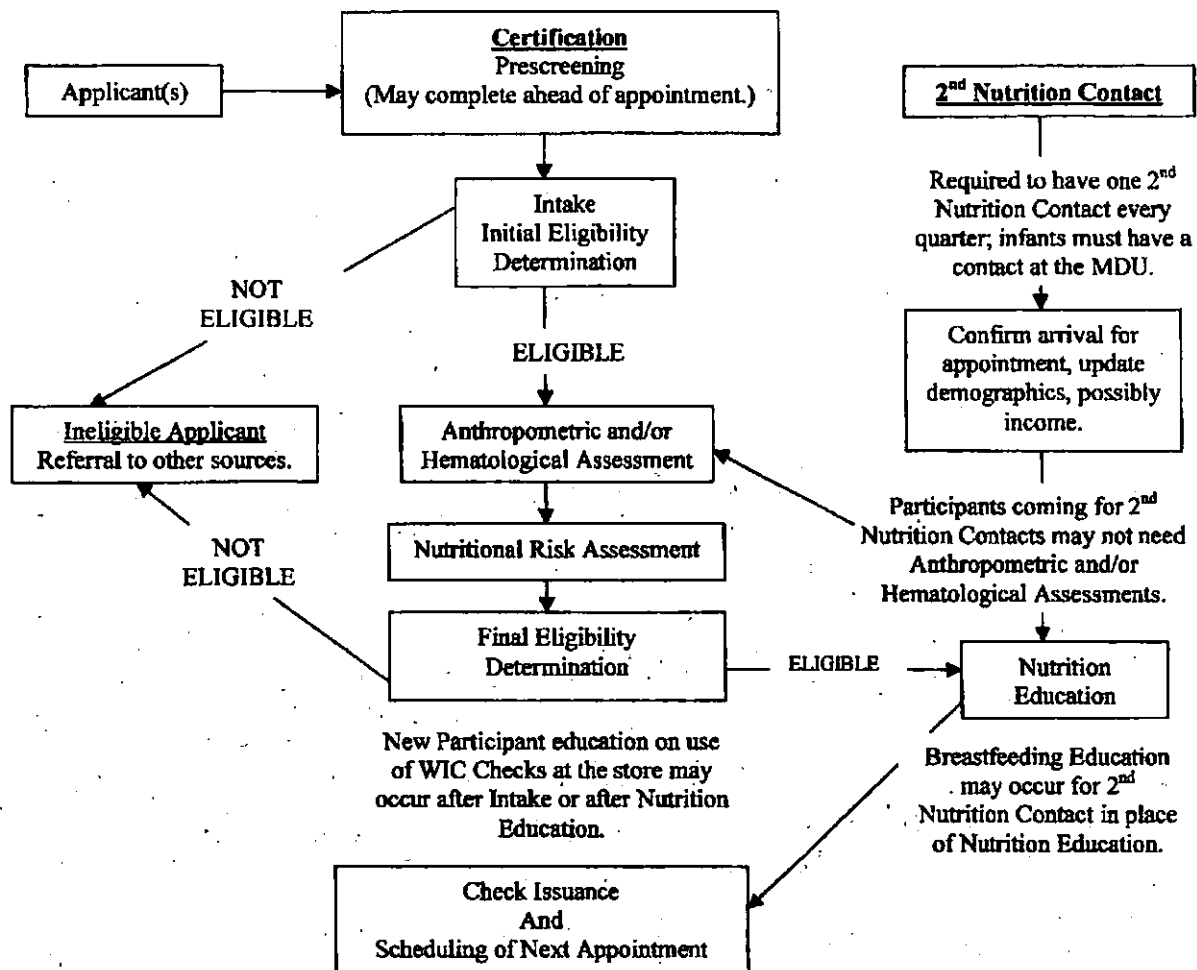 Applicant(s)
Certification
Prescreening
(May complete ahead of appointment.)
Intake
Initial Eligibility
Determination
NOT
ELIGIBLE
ELIGIBLE
Ineligible Applicant
Referral to other sources.
Anthropometric and/or
Hematological Assessment
Nutritional Risk Assessment
NOT
ELIGIBLE
Final Eligibility
Determination
ELIGIBLE
New Participant education on use
of WIC Checks at the store may
occur after Intake or after Nutrition
Education.
Check Issuance
And
Scheduling of Next Appointment
2nd Nutrition Contact
Required to have one 2nd
Nutrition Contact every
quarter; infants must have a
contact at the MDU.
Confirm arrival for
appointment, update
demographics, possibly
income.
Participants coming for 2nd
Nutrition Contacts may not need
Anthropometric and/or
Hematological Assessments.
Nutrition
Education
Breastfeeding Education
may occur for 2nd
Nutrition Contact in place
of Nutrition Education.